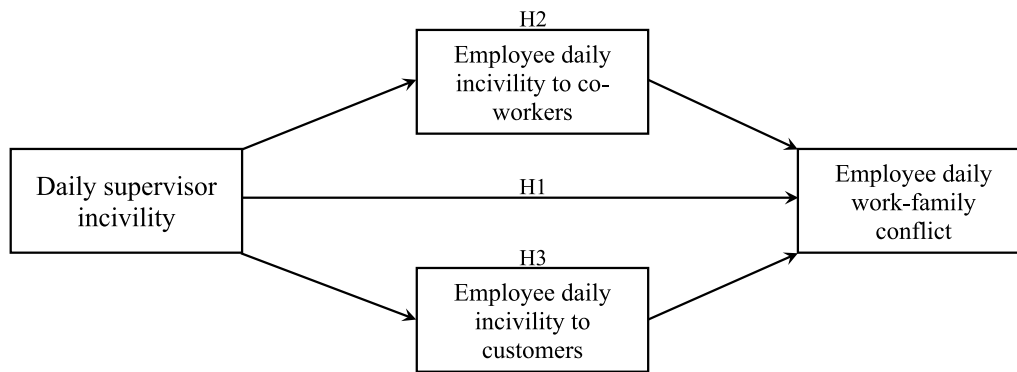 H2
Employee daily
incivility to co-
workers
Daily supervisor
incivility
H1
Employee daily
work-family
conflict
H3
Employee daily
incivility to
customers